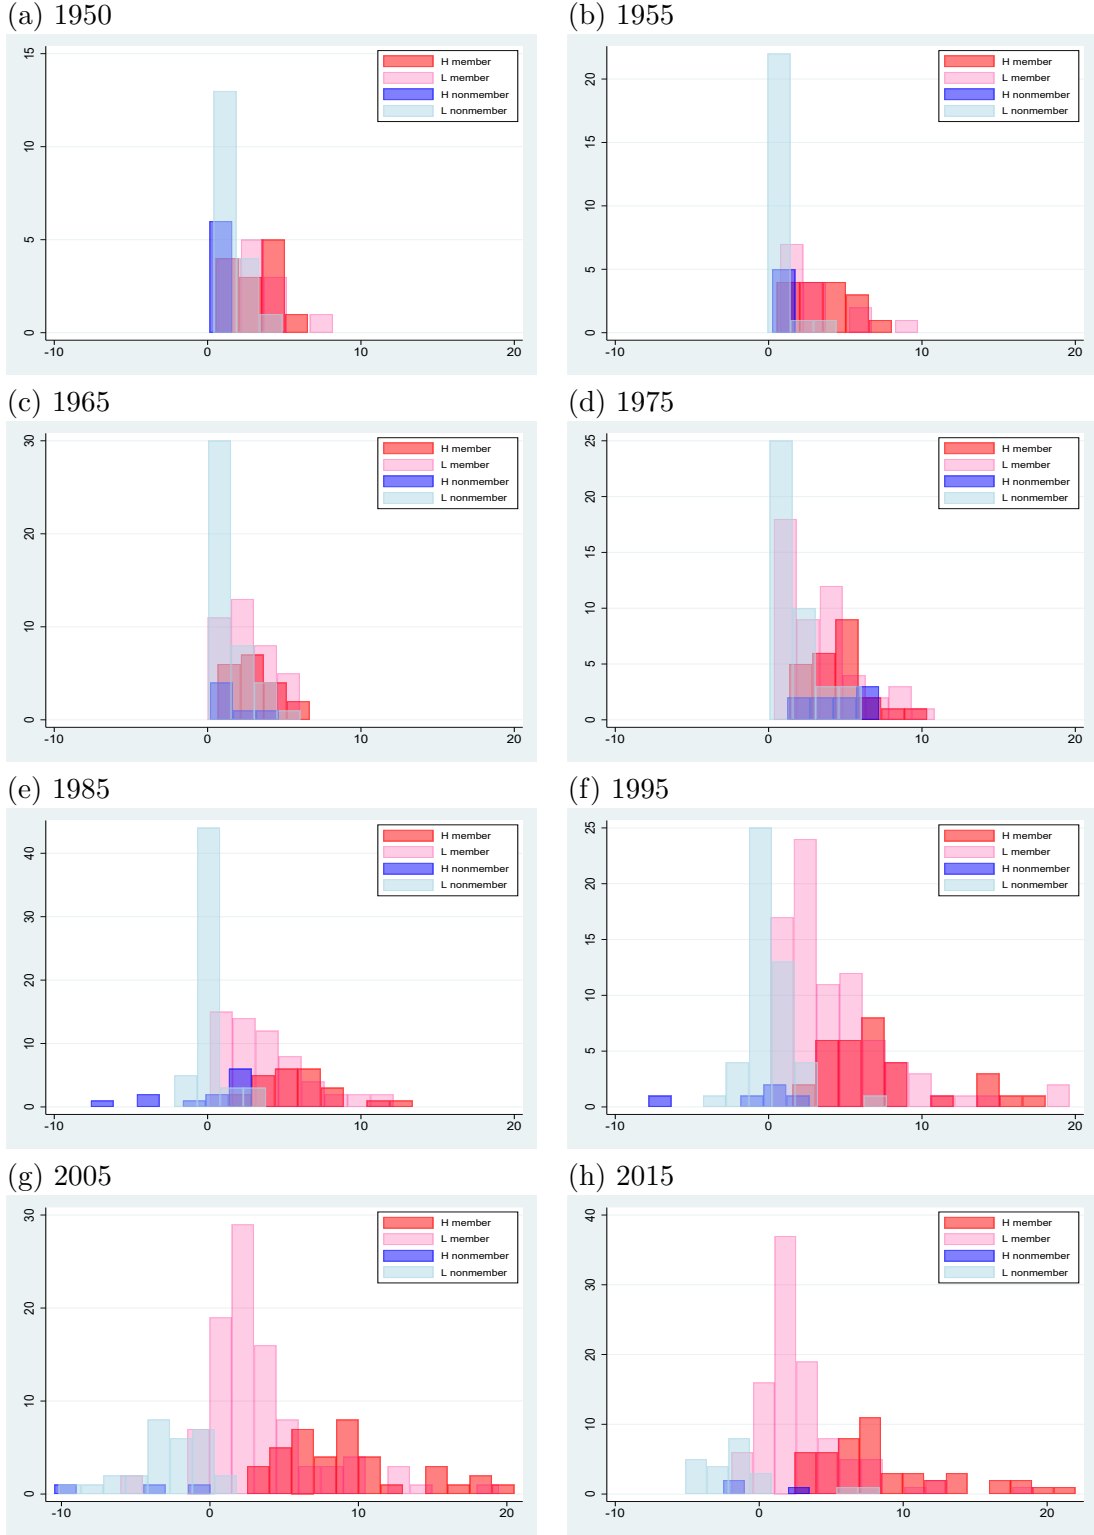 (a) 1950
(b) 1955
15
10
5
0
-10 0 10 20
H member
L member
H nonmember
L nonmember
20
15
10
5
0
-10 0 10 20
H member
L member
H nonmember
L nonmember
(c) 1965
(d) 1975
30
20
10
0
-10 0 10 20
H member
L member
H nonmember
L nonmember
25
20
15
10
5
0
-10 0 10 20
H member
L member
H nonmember
L nonmember
(e) 1985
(f) 1995
40
30
20
10
0
-10 0 10 20
H member
L member
H nonmember
L nonmember
25
20
15
10
5
0
-10 0 10 20
H member
L member
H nonmember
L nonmember
(g) 2005
(h) 2015
30
20
10
0
-10 0 10 20
H member
L member
H nonmember
L nonmember
40
30
20
10
0
-10 0 10 20
H member
L member
H nonmember
L nonmember